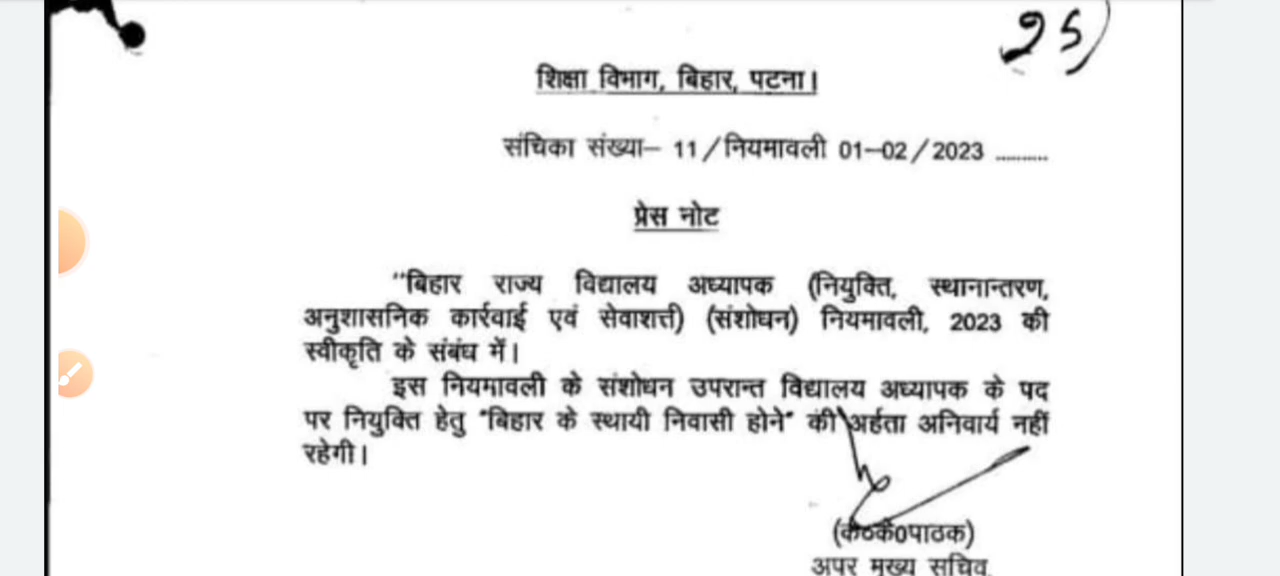 25)
शिक्षा विभाग, बिहार, पटना।
संचिका संख्या– 11/नियमावली 01–02/2023 ..........
प्रेस नोट
“बिहार राज्य विद्यालय अध्यापक (नियुक्ति, स्थानान्तरण,
अनुशासनिक कार्रवाई एवं सेवाशर्त्त) (संशोधन) नियमावली, 2023 की
स्वीकृति के संबंध में।
इस नियमावली के संशोधन उपरान्त विद्यालय अध्यापक के पद
पर नियुक्ति हेतु "बिहार के स्थायी निवासी होने" की अर्हता अनिवार्य नहीं
रहेगी।
(के०के०पाठक)
अपर मुख्य सचिव